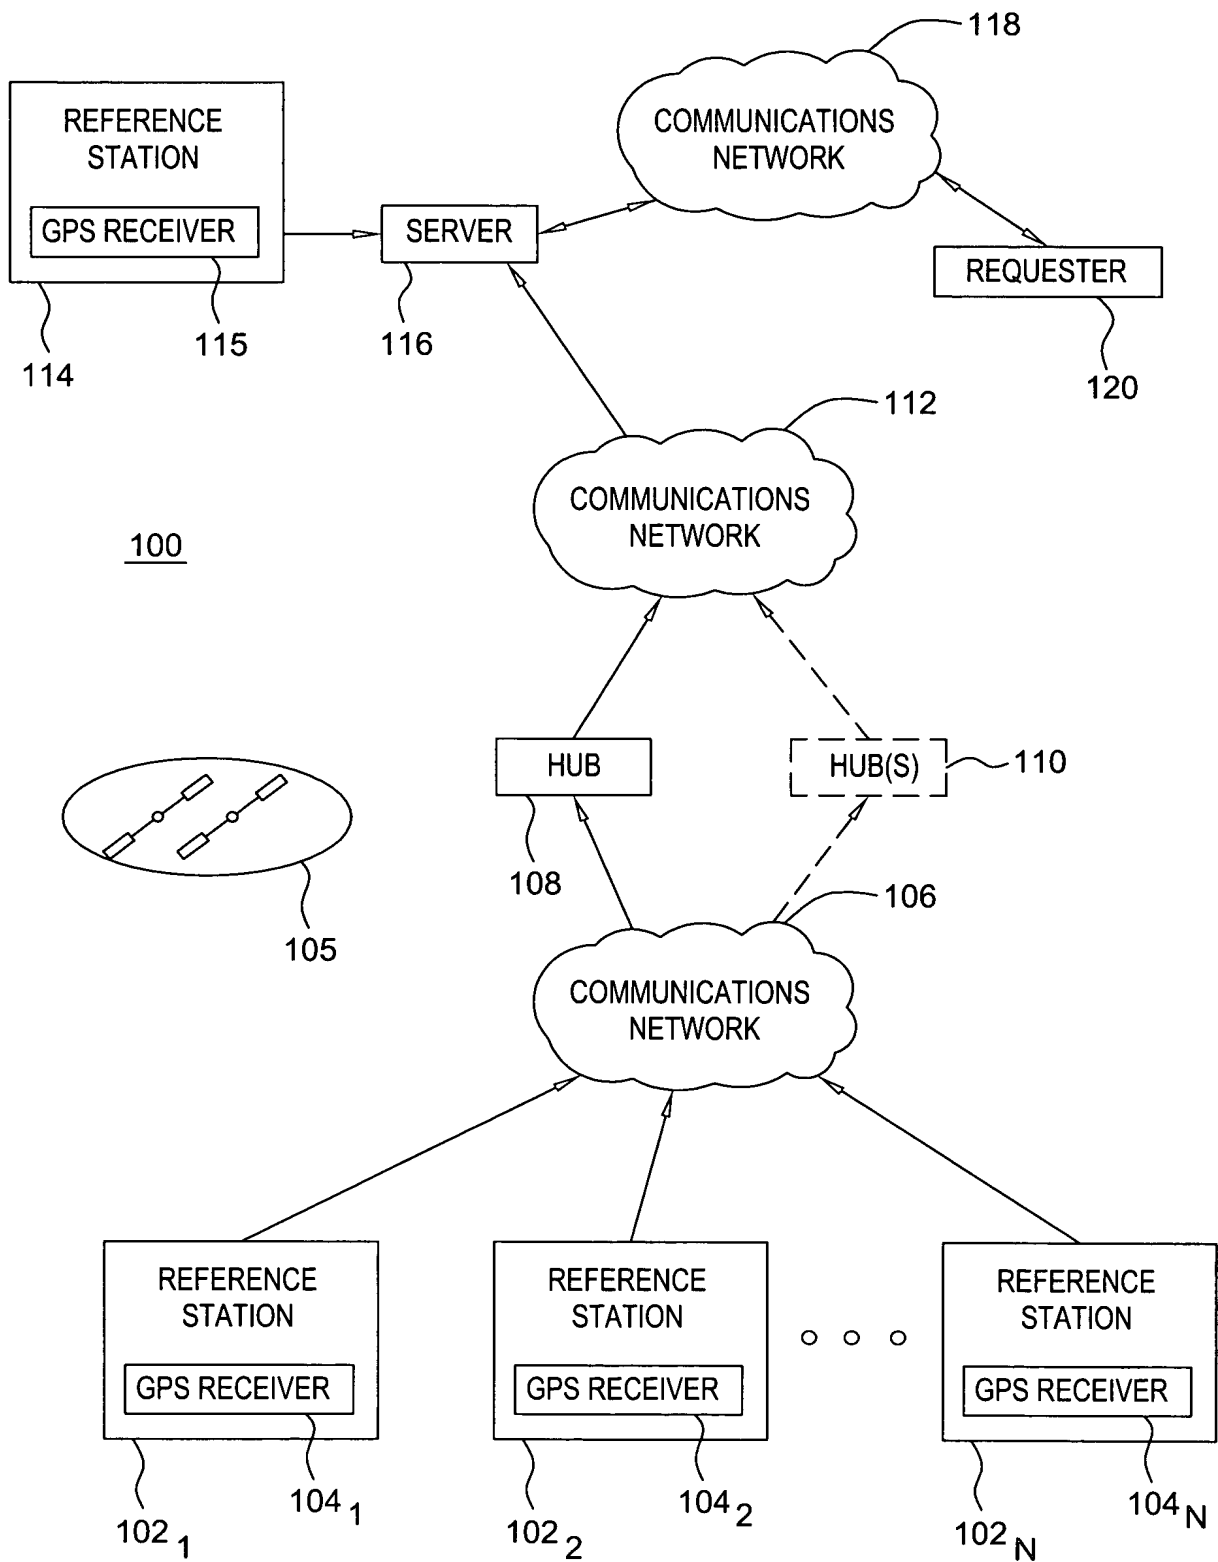 118
REFERENCE
STATION
GPS RECEIVER
COMMUNICATIONS
NETWORK
SERVER
REQUESTER
115
116
114
120
112
COMMUNICATIONS
NETWORK
100
HUB
HUB(S)
110
108
106
105
COMMUNICATIONS
NETWORK
REFERENCE
STATION
GPS RECEIVER
REFERENCE
STATION
GPS RECEIVER
REFERENCE
STATION
GPS RECEIVER
102 1
104 1
102 2
104 2
102 N
104 N